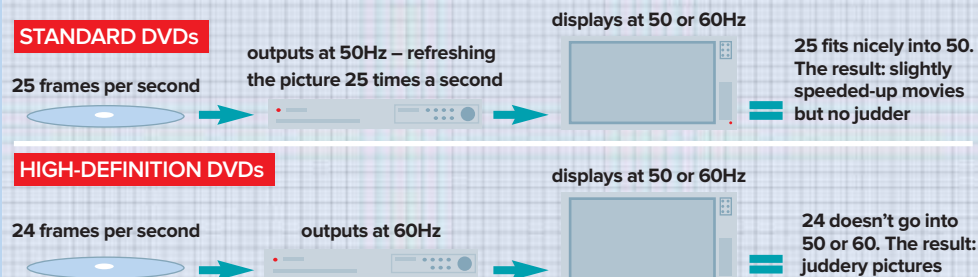 STANDARD DVDs
25 frames per second
outputs at 50Hz – refreshing
the picture 25 times a second
displays at 50 or 60Hz
25 fits nicely into 50.
The result: slightly
speeded-up movies
but no judder
HIGH-DEFINITION DVDs
24 frames per second
outputs at 60Hz
displays at 50 or 60Hz
24 doesn’t go into
50 or 60. The result:
juddery pictures